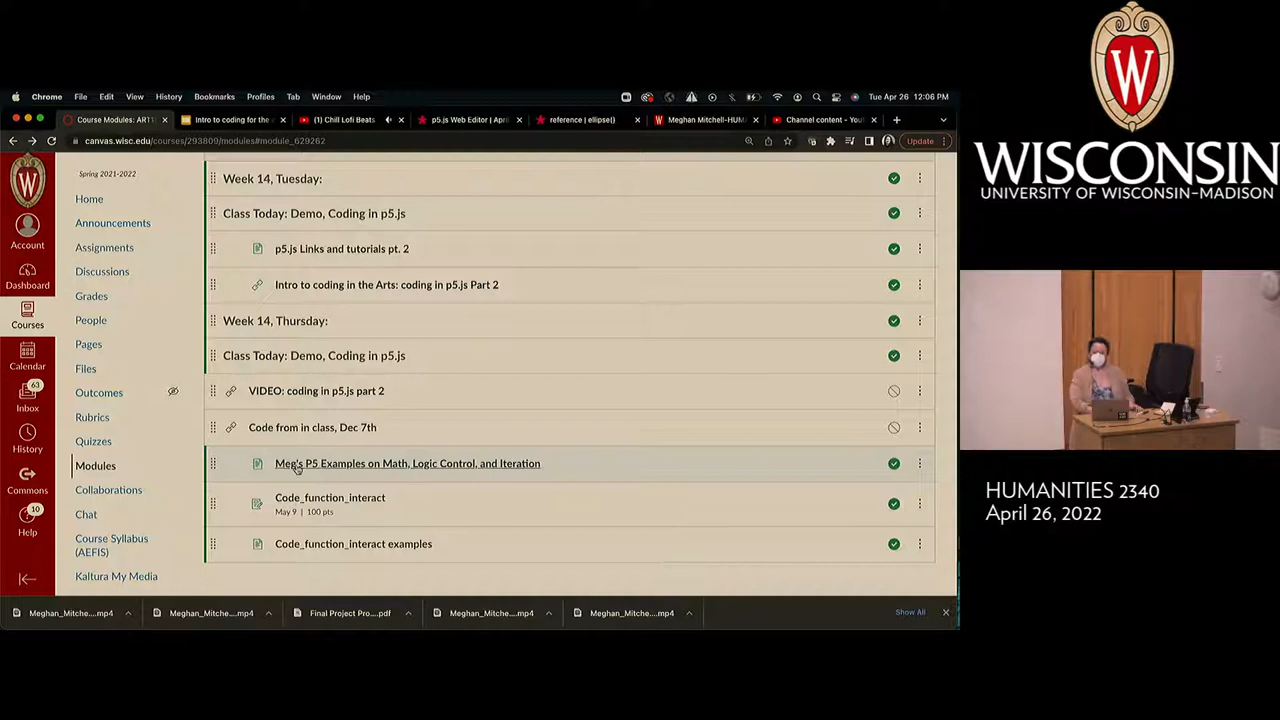 Chrome File Edit View History Bookmarks Profiles Tab Window Help Tue Apr 26 12:06 PM
Course Modules: ART1 Intro to coding for the a (1) Chill Lofi Beats p5.js Web Editor | April reference | ellipse() Meghan Mitchell-HUM Channel content - YouT
canvas.wisc.edu/courses/293809/modules#module_629262 Update
Spring 2021-2022
Home
Announcements
Assignments
Discussions
Grades
People
Pages
Files
Outcomes
Rubrics
Quizzes
Modules
Collaborations
Chat
Course Syllabus
(AEFIS)
Kaltura My Media
Account
Dashboard
Courses
Calendar
63
Inbox
History
Commons
10
Help
Week 14, Tuesday:
Class Today: Demo, Coding in p5.js
p5.js Links and tutorials pt. 2
Intro to coding in the Arts: coding in p5.js Part 2
Week 14, Thursday:
Class Today: Demo, Coding in p5.js
VIDEO: coding in p5.js part 2
Code from in class, Dec 7th
Meg's P5 Examples on Math, Logic Control, and Iteration
Code_function_interact
May 9 | 100 pts
Code_function_interact examples
Meghan_Mitche....mp4 Meghan_Mitche....mp4 Final Project Pro....pdf Meghan_Mitche....mp4 Meghan_Mitche....mp4 Show All
W
WISCONSIN
UNIVERSITY OF WISCONSIN–MADISON
HUMANITIES 2340
April 26, 2022